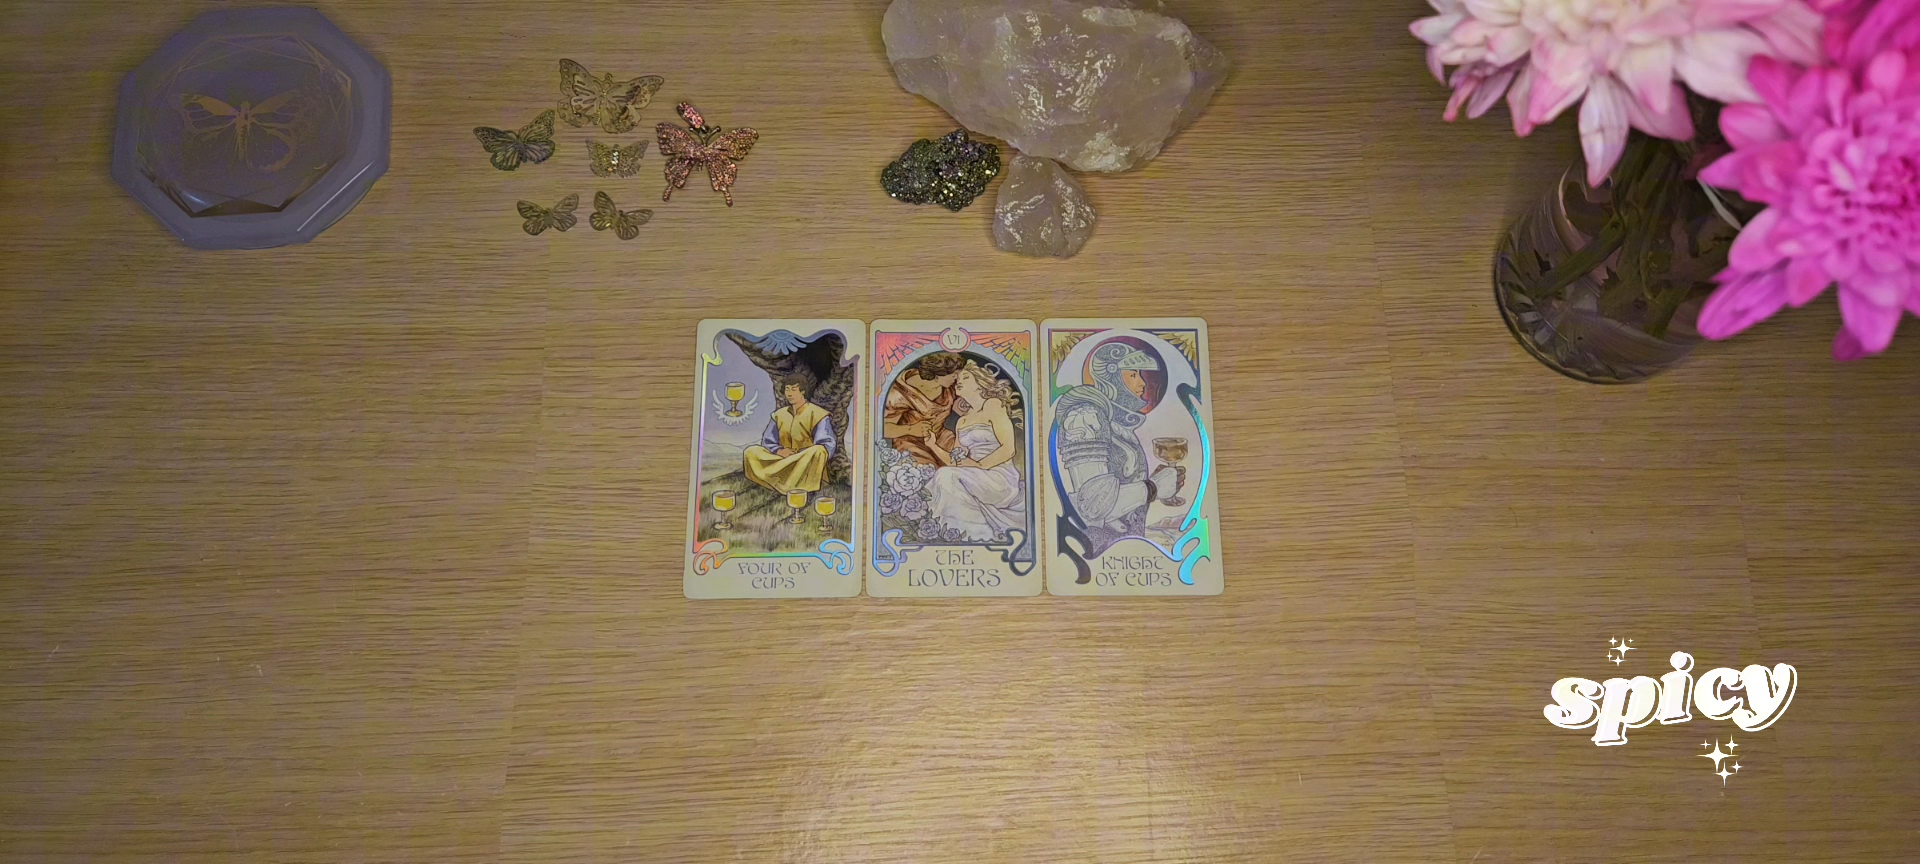 VI
FOUR OF
CUPS
THE
LOVERS
KNIGHT
OF CUPS
spicy